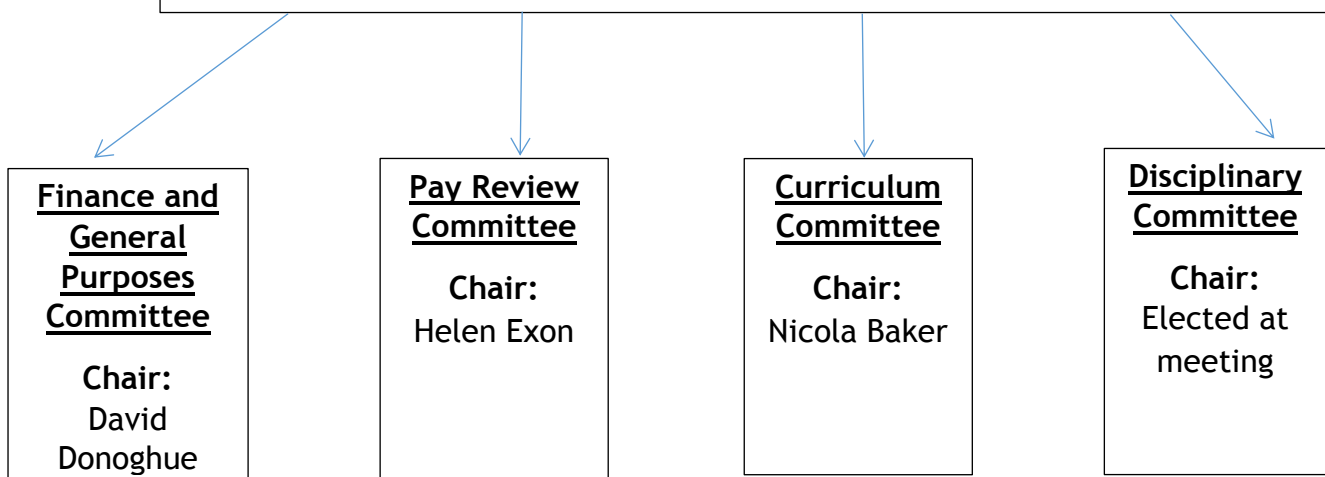 Finance and
General
Purposes
Committee
Chair:
David
Donoghue
Pay Review
Committee
Chair:
Helen Exon
Curriculum
Committee
Chair:
Nicola Baker
Disciplinary
Committee
Chair:
Elected at
meeting